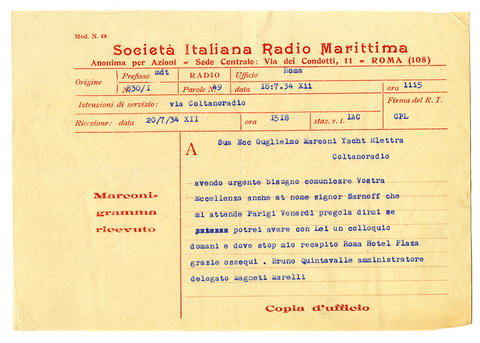 Mod. N. 48
Società Italiana Radio Marittima
Anonima per Azioni - Sede Centrale: Via dei Condotti, 11 - ROMA (108)
Origine Prefisso mdt RADIO Ufficio Roma
N° 830/1 Parole N° 49 data 18:7.34 XII ora 1115
Istruzioni di servizio: via Coltanoradio Firma del R. T.
Ricezione: data 20/7/34 XII ora 1518 staz. r. t. IAC CPL
A Sua Ecc Guglielmo Marconi Yacht Elettra
Coltanoradio
Marconi-
gramma
ricevuto
avendo urgente bisogno comunicare Vostra
Eccellenza anche at nome signor Sarnoff che
mi attende Parigi Venerdi pregola dirmi se
potrei avere con Lei un colloquio
domani e dove stop mio recapito Roma Hotel Plaza
grazie ossequi . Bruno Quintavalle amministratore
delegato Magneti Marelli
Copia d'ufficio